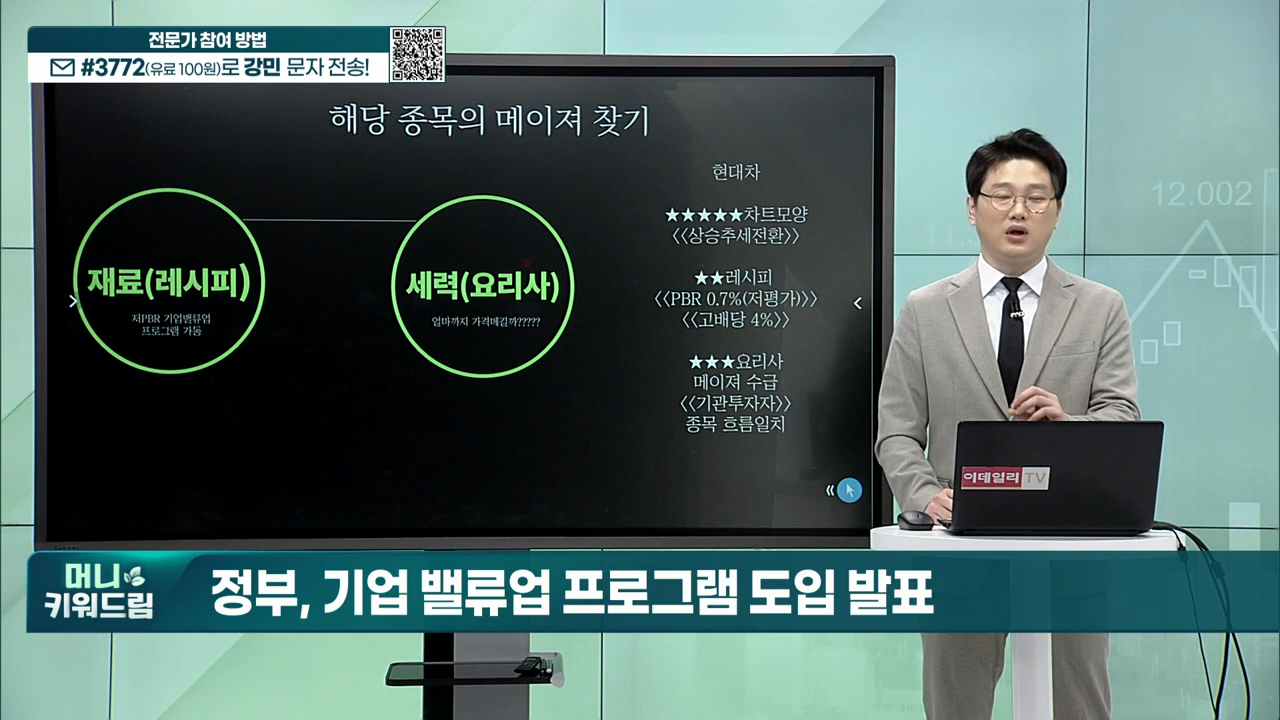 전문가 참여 방법
#3772(유료 100원)로 강민 문자 전송!
해당 종목의 메이져 찾기
재료(레시피)
저PBR 기업밸류업
프로그램 가동
세력(요리사)
얼마까지 가격메길까?????
현대차
★★★★★차트모양
〈〈상승추세전환〉〉
★★레시피
〈〈PBR 0.7%(저평가)〉〉
〈〈고배당 4%〉〉
★★★요리사
메이져 수급
〈〈기관투자자〉〉
종목 흐름일치
12.002
이데일리TV
머니
키워드림
정부, 기업 밸류업 프로그램 도입 발표